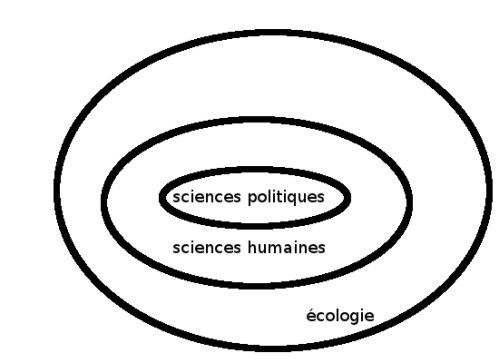 sciences politiques
sciences humaines
écologie